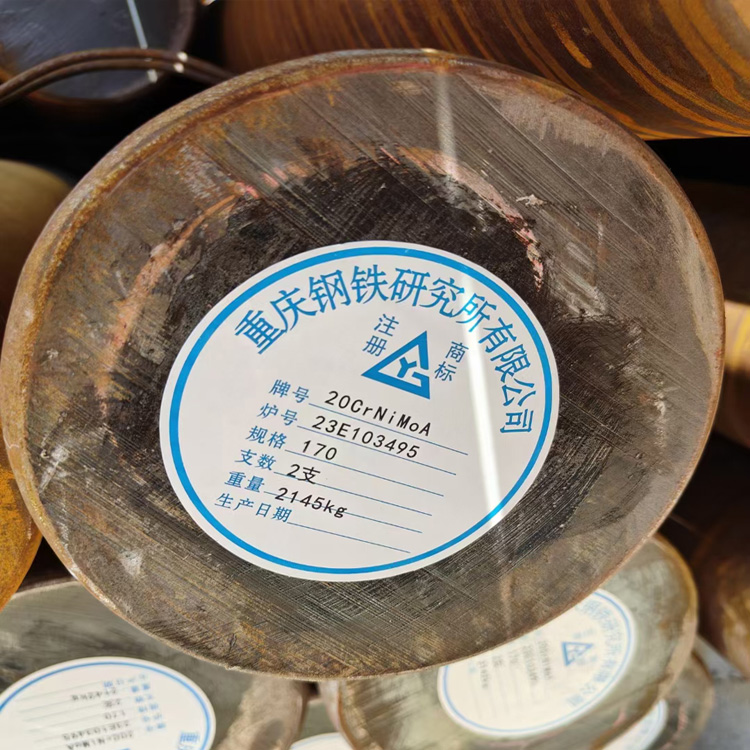 重庆钢铁研究所有限公司
注册
商标
YG
牌号 20CrNiMoA
炉号 23E103495
规格 170
支数 2支
重量 2145kg
生产日期